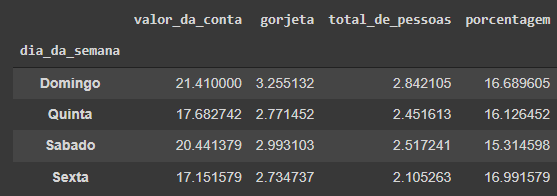 valor_da_conta gorjeta total_de_pessoas porcentagem
dia_da_semana
Domingo 21.410000 3.255132 2.842105 16.689605
Quinta 17.682742 2.771452 2.451613 16.126452
Sabado 20.441379 2.993103 2.517241 15.314598
Sexta 17.151579 2.734737 2.105263 16.991579